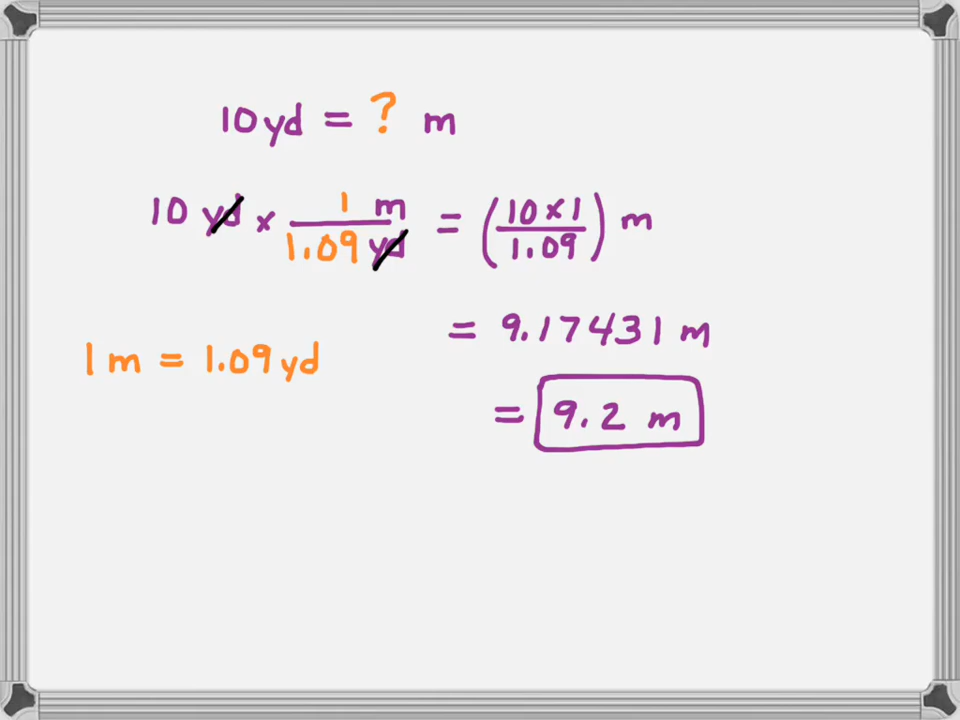 10 yd = ? m
10 yd × 1 m / 1.09 yd = (10 × 1 / 1.09) m
= 9.17431 m
1 m = 1.09 yd
= 9.2 m